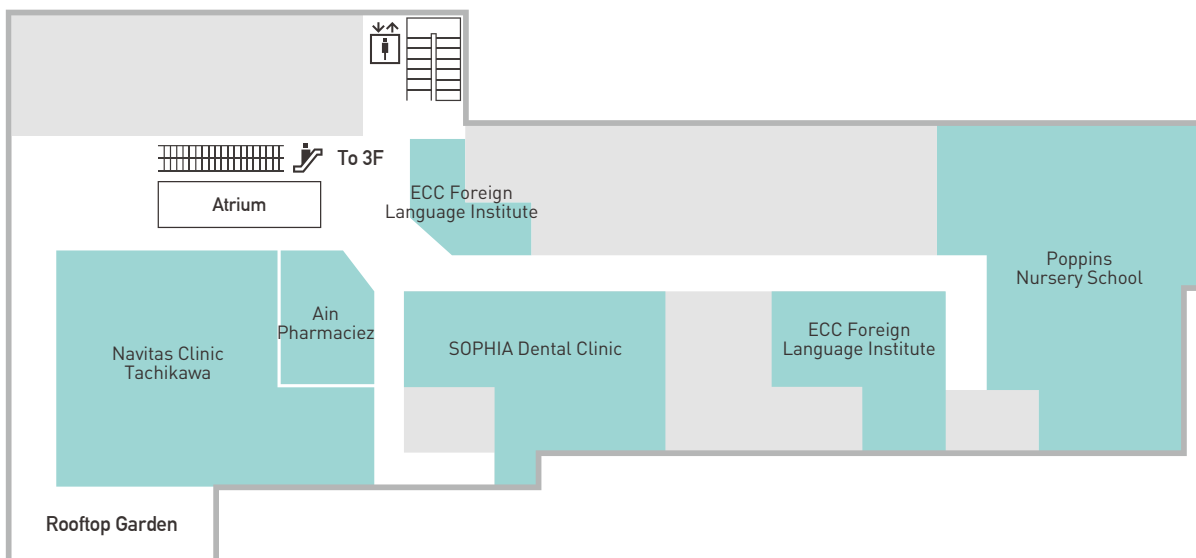 To 3F
Atrium
ECC Foreign
Language Institute
Poppins
Nursery School
Ain
Pharmaciez
Navitas Clinic
Tachikawa
SOPHIA Dental Clinic
ECC Foreign
Language Institute
Rooftop Garden